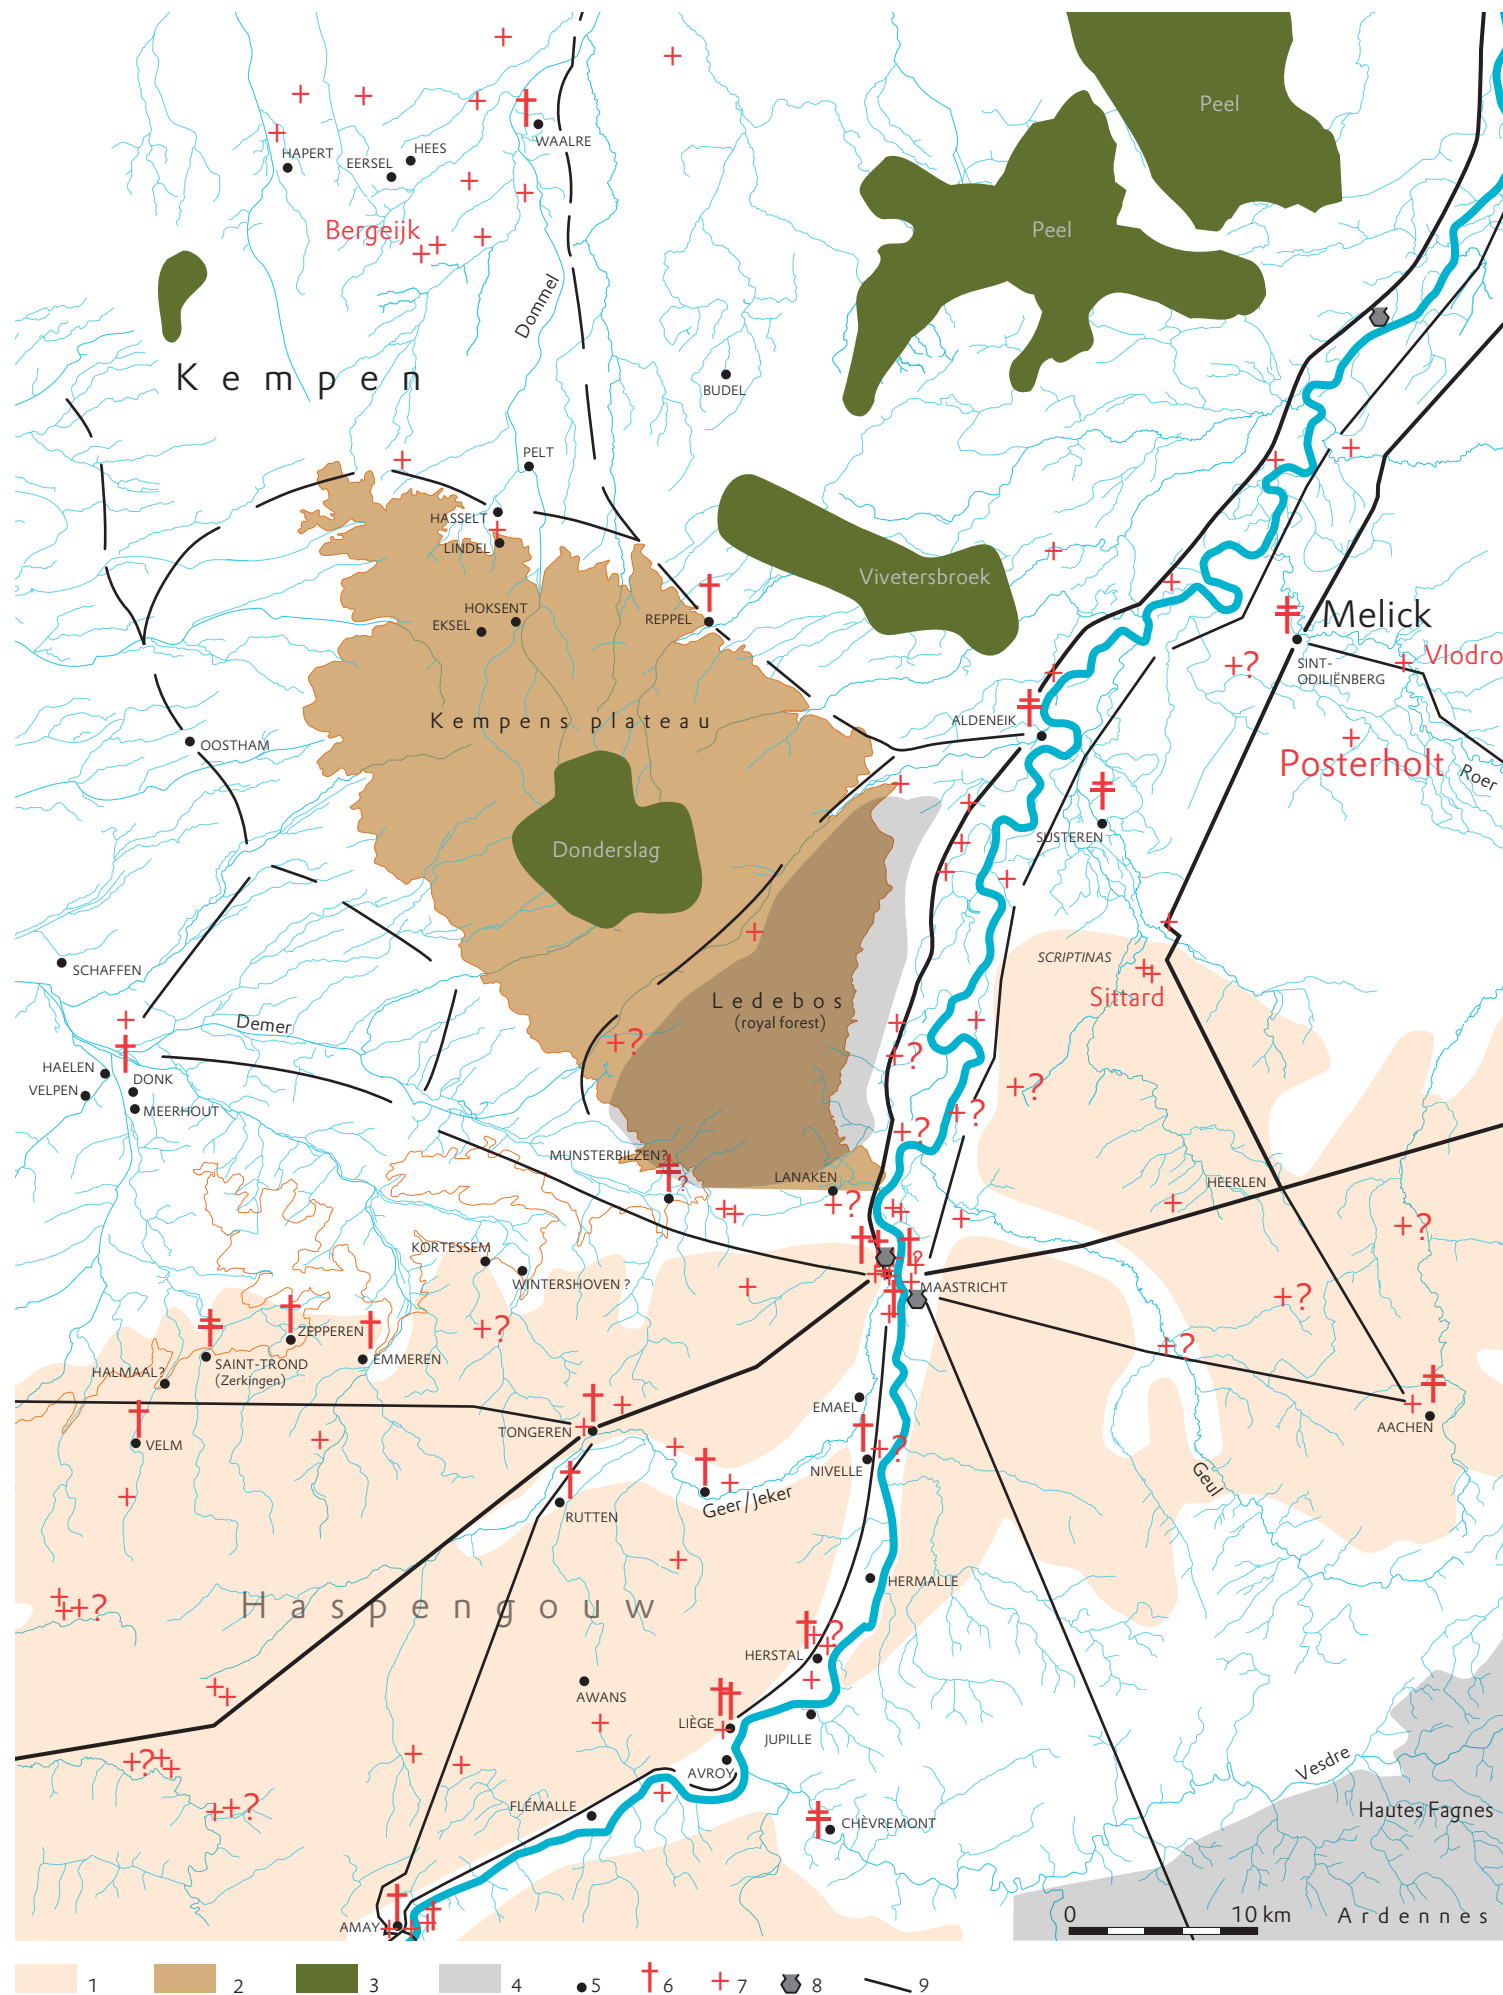 Peel
WAALRE
HAPERT
EERSEL
HEES
Bergeijk
Peel
Dommel
Kempen
BUDEL
PELT
HASSELT
LINDEL
Vivetersbroek
HOKSENT
EKSEL
REPPEL
Melick
SINT-
ODILIËNBERG
Vlodro
+?
Kempens plateau
ALDENEIK
OOSTHAM
Posterholt
Roer
Donderslag
SUSTEREN
SCHAFFEN
SCRIPTINAS
Sittard
Ledebos
(royal forest)
Demer
+?
+?
HAELEN
VELPEN
DONK
MEERHOUT
+?
+?
+?
MUNSTERBILZEN?
?
LANAKEN
+?
HEERLEN
+?
KORTESSEM
WINTERSHOVEN ?
?
MAASTRICHT
+?
+?
ZEPPEREN
EMMEREN
SAINT-TROND
(Zerkingen)
HALMAAL?
+?
EMAEL
AACHEN
VELM
TONGEREN
+?
NIVELLE
Geul
RUTTEN
Geer/Jeker
HERMALLE
+?
Haspengouw
+?
HERSTAL
AWANS
LIÈGE
JUPILLE
+?
AVROY
Vesdre
+?
FLÉMALLE
CHÈVREMONT
Hautes Fagnes
AMAY
0 10 km
Ardennes
1 2 3 4 5 6 7 8 9